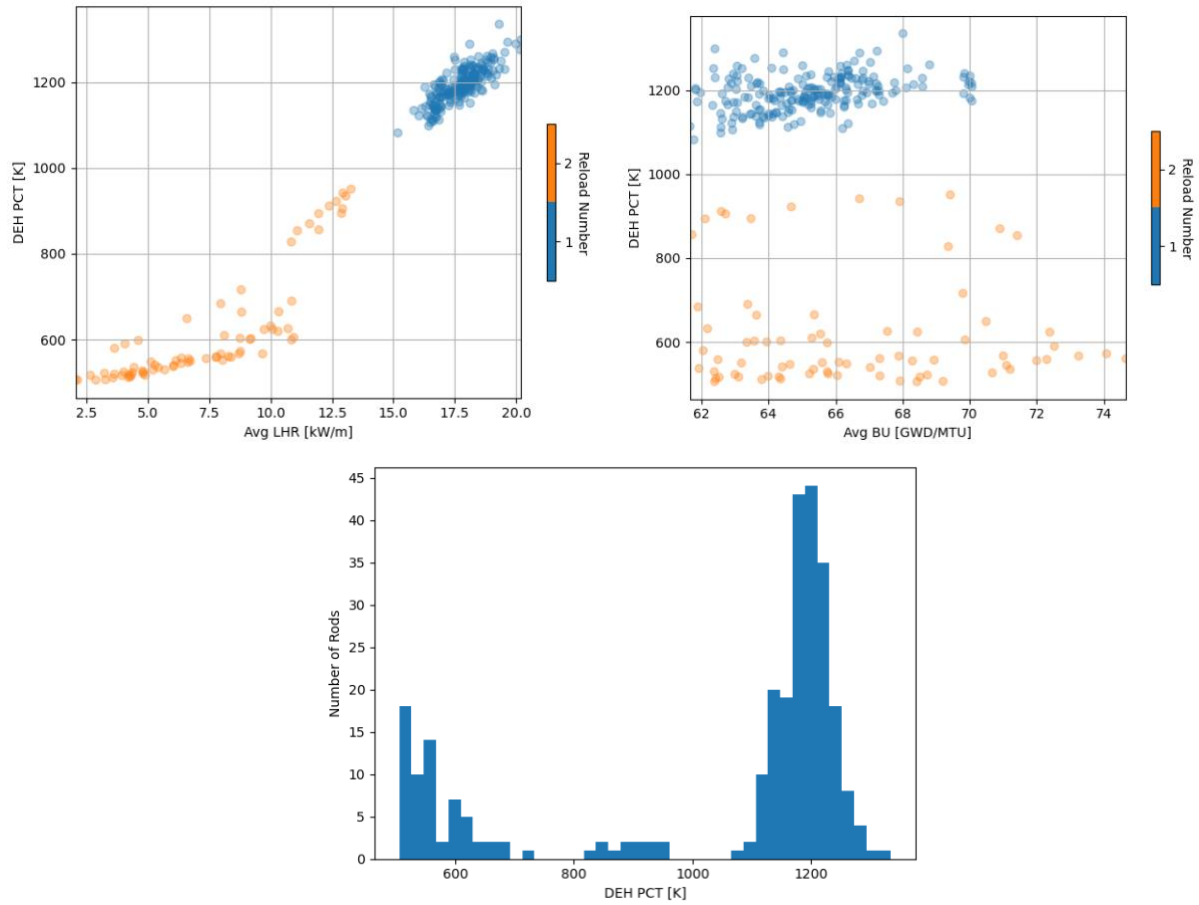 1200
1000
800
600
DEH PCT [K]
2.5 5.0 7.5 10.0 12.5 15.0 17.5 20.0
Avg LHR [kW/m]
2
1
Reload Number
1200
1000
800
600
DEH PCT [K]
62 64 66 68 70 72 74
Avg BU [GWD/MTU]
2
1
Reload Number
45
40
35
30
25
20
15
10
5
0
Number of Rods
600 800 1000 1200
DEH PCT [K]